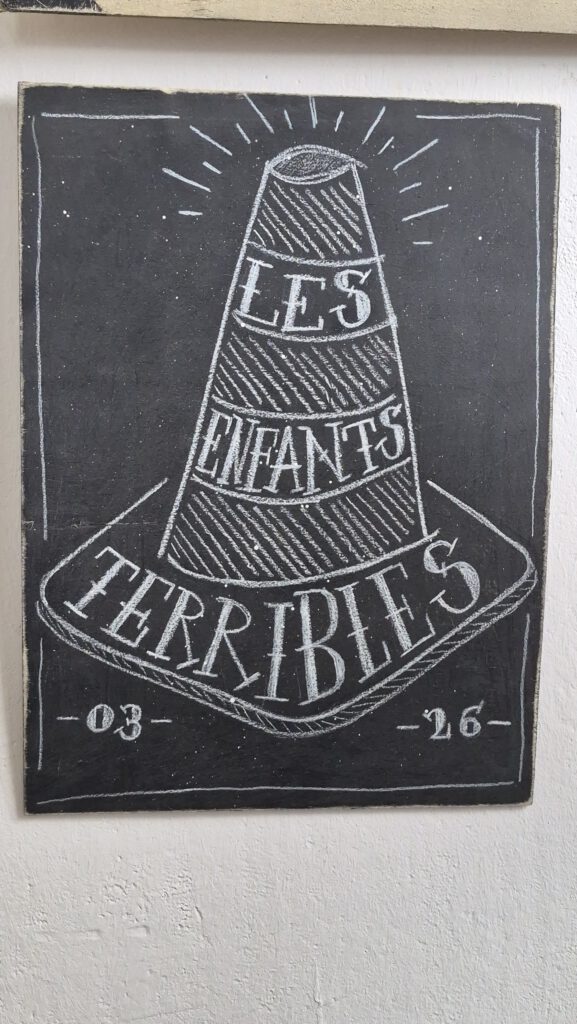 LES
ENFANTS
TERRIBLES
-03- -26-